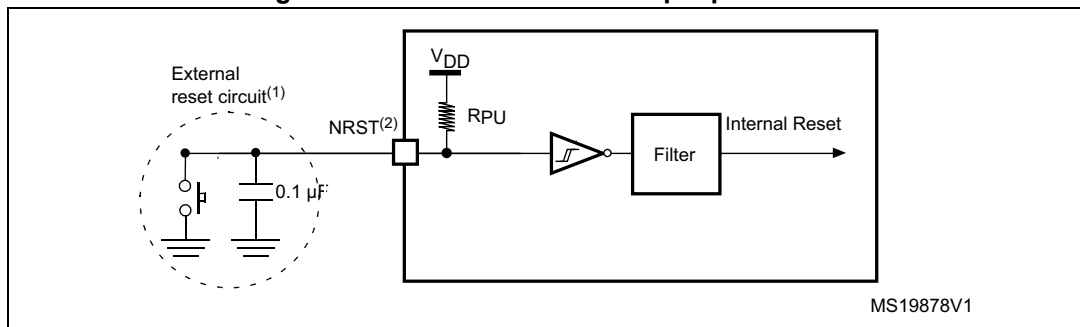 External
reset circuit(1)
VDD
RPU
NRST(2)
Internal Reset
Filter
0.1 µF
MS19878V1